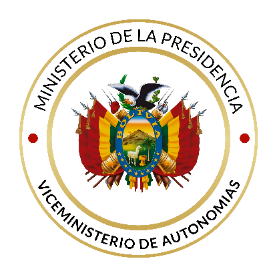 MINISTERIO DE LA PRESIDENCIA
VICEMINISTERIO DE AUTONOMIAS